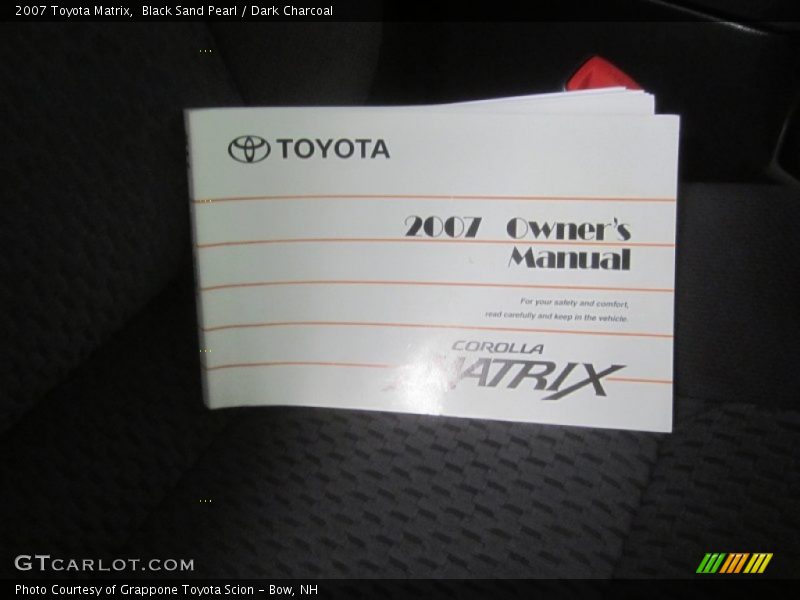 2007 Toyota Matrix,  Black Sand Pearl / Dark Charcoal
TOYOTA
2007 Owner's
Manual
For your safety and comfort,
read carefully and keep in the vehicle.
COROLLA
MATRIX
GTCARLOT.COM
Photo Courtesy of Grappone Toyota Scion - Bow, NH